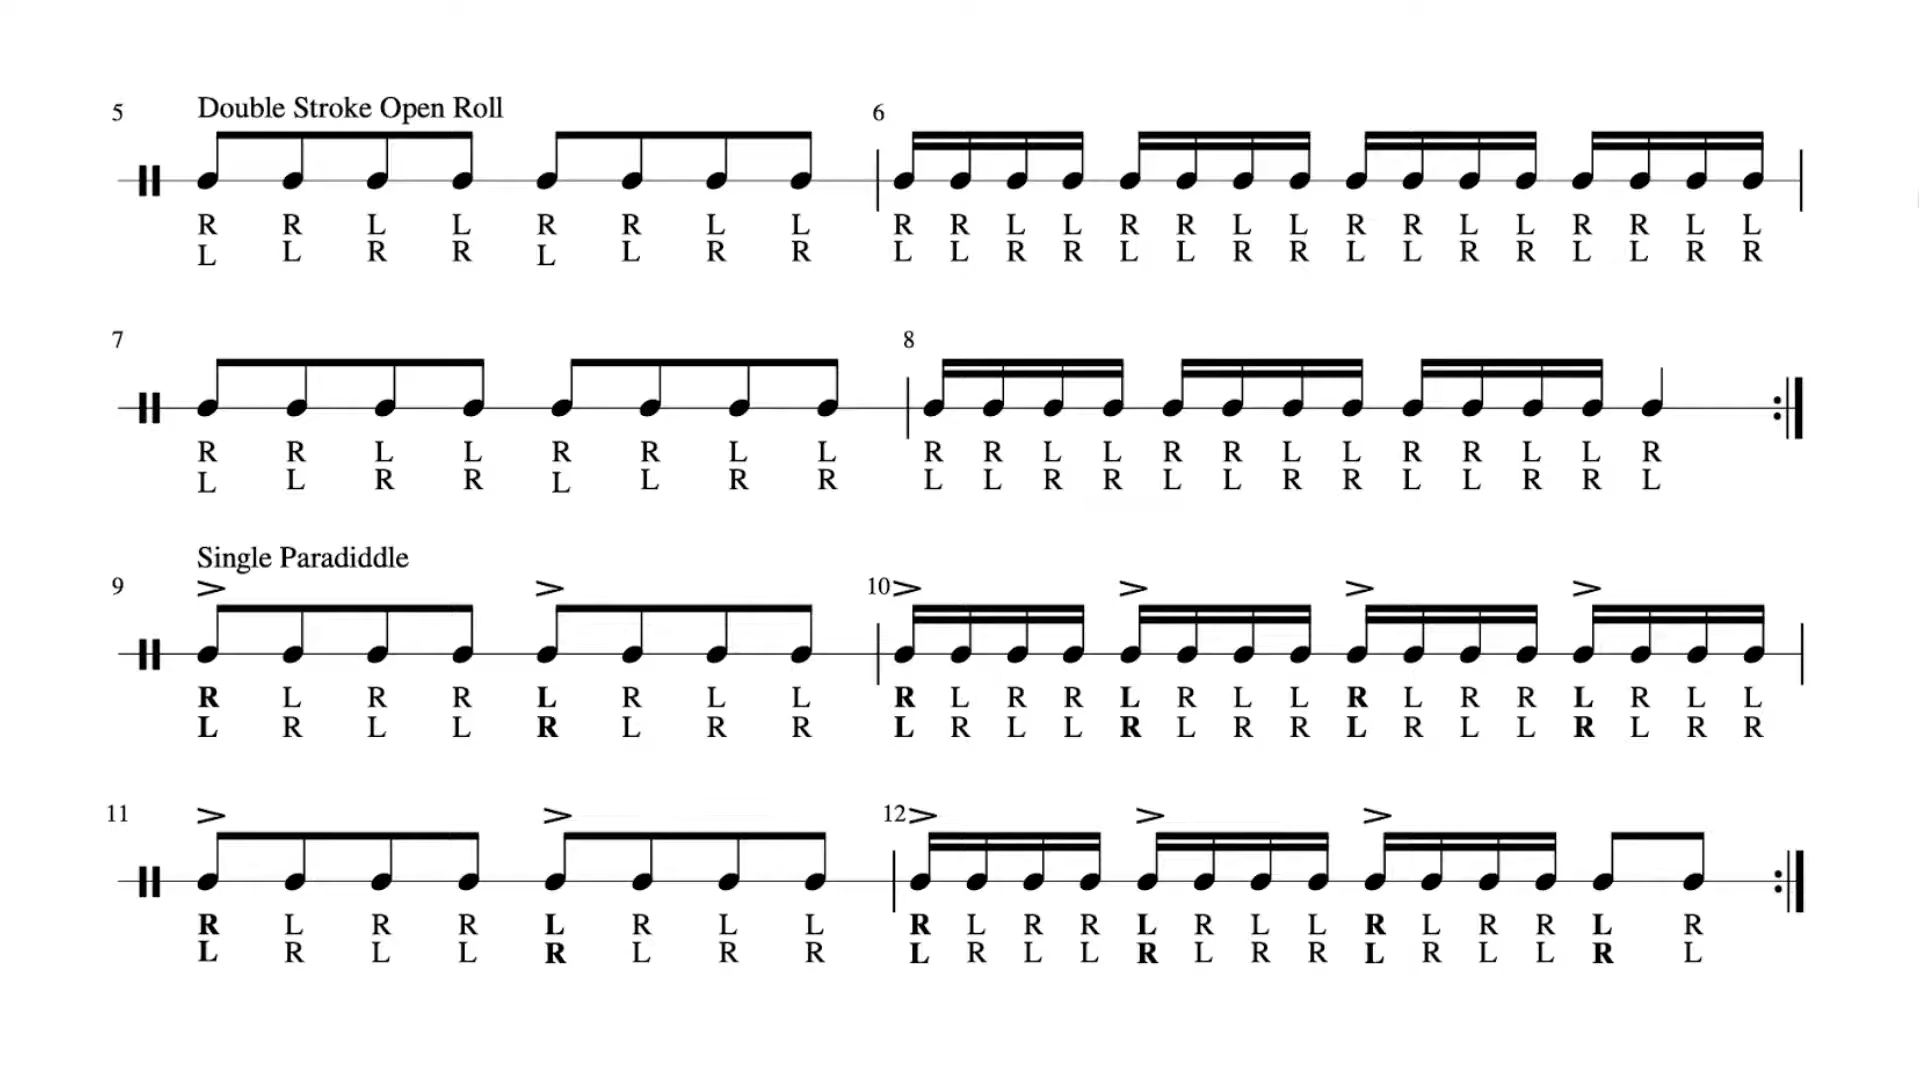 5 Double Stroke Open Roll 6
R R L L R R L L R R L L R R L L R R L L R R L L
L L R R L L R R L L R R L L R R L L R R L L R R
7 8
R R L L R R L L R R L L R R L L R R L L R
L L R R L L R R L L R R L L R R L L R R L
Single Paradiddle
9 10
R L R R L R L L R L R R L R L L R L R R L R L L
L R L L R L R R L R L L R L R R L R L L R L R R
11 12
R L R R L R L L R L R R L R L L R L R R L R
L R L L R L R R L R L L R L R R L R L L R L